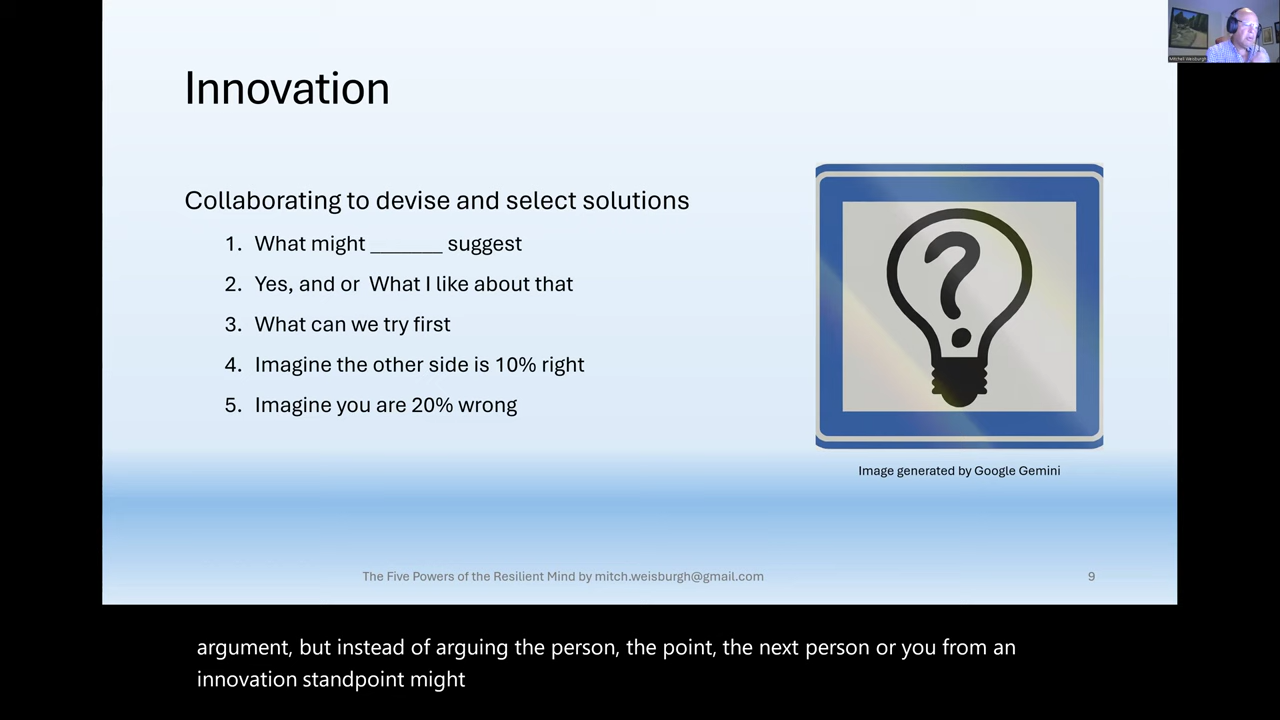 Mitchell Weisburgh
Innovation
Collaborating to devise and select solutions
1. What might _______ suggest
2. Yes, and or What I like about that
3. What can we try first
4. Imagine the other side is 10% right
5. Imagine you are 20% wrong
?
Image generated by Google Gemini
The Five Powers of the Resilient Mind by mitch.weisburgh@gmail.com
9
argument, but instead of arguing the person, the point, the next person or you from an
innovation standpoint might